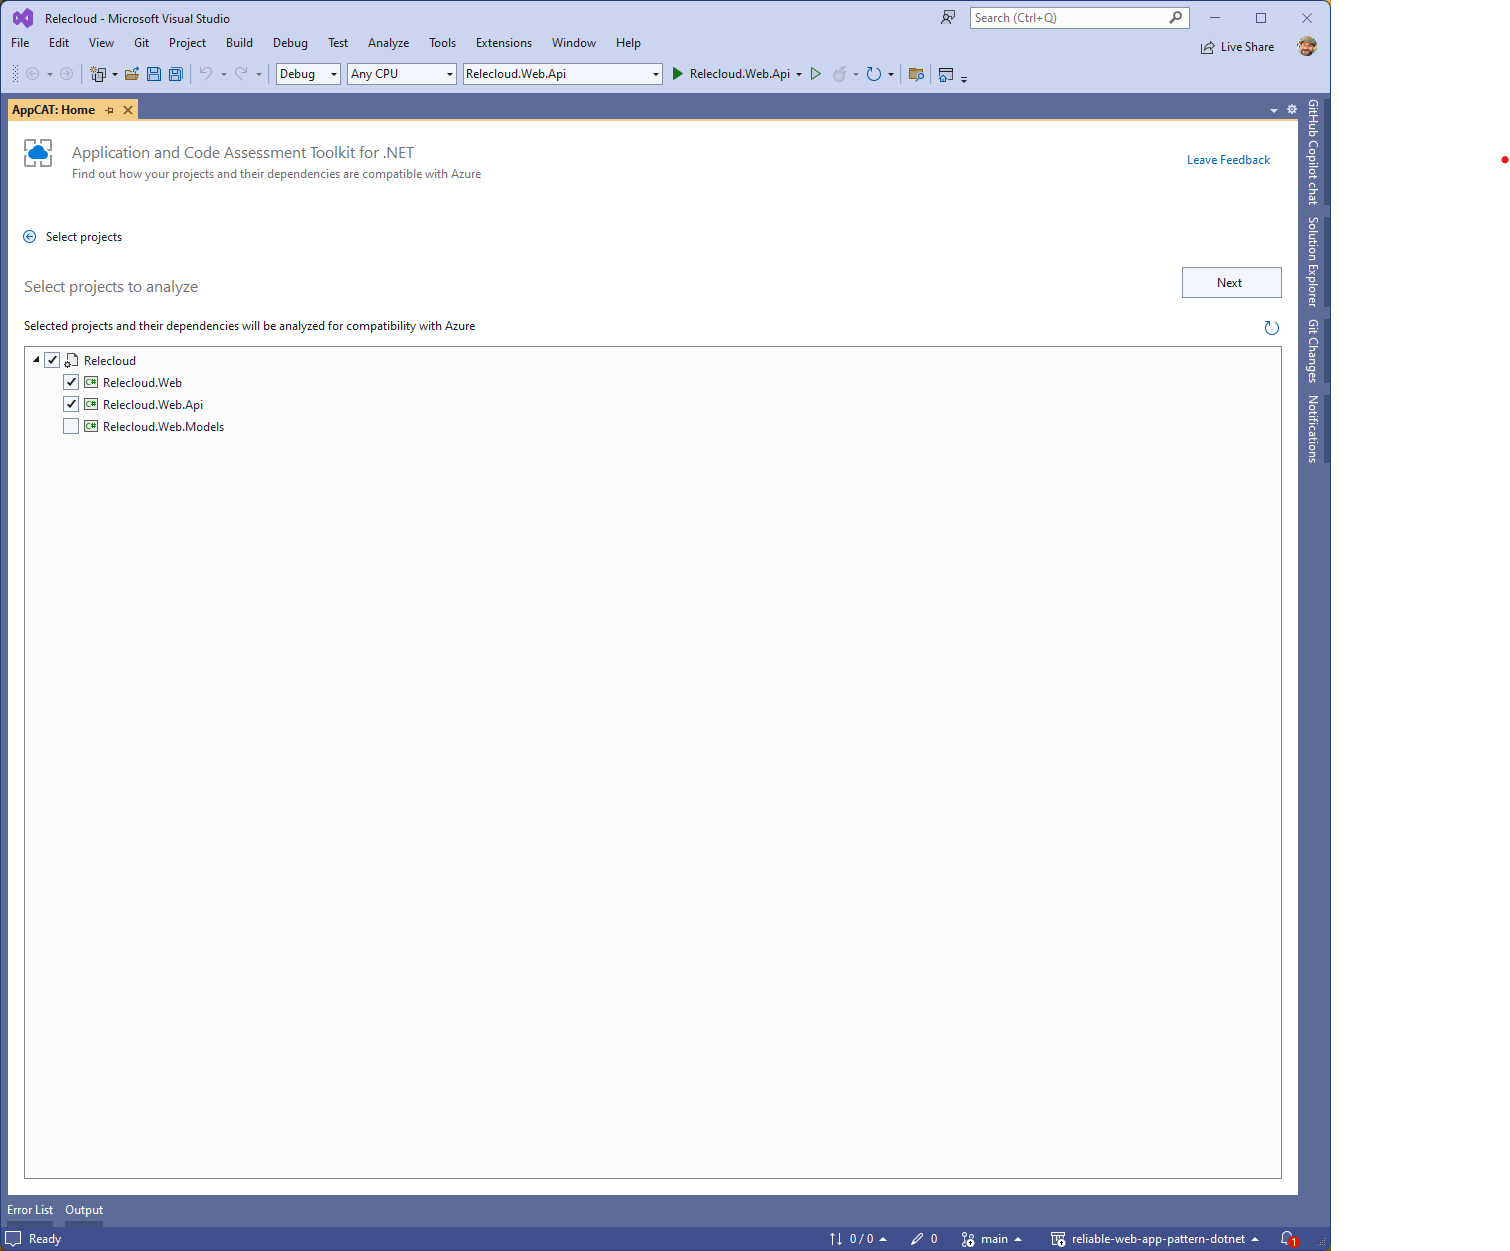 Relecloud - Microsoft Visual Studio
Search (Ctrl+Q)
File Edit View Git Project Build Debug Test Analyze Tools Extensions Window Help
Live Share
Debug Any CPU Relecloud.Web.Api Relecloud.Web.Api
AppCAT: Home
Application and Code Assessment Toolkit for .NET
Find out how your projects and their dependencies are compatible with Azure
Leave Feedback
Select projects
Select projects to analyze
Next
Selected projects and their dependencies will be analyzed for compatibility with Azure
Relecloud
C# Relecloud.Web
C# Relecloud.Web.Api
C# Relecloud.Web.Models
GitHub Copilot chat
Solution Explorer
Git Changes
Notifications
Error List Output
Ready
0 / 0
0
main
reliable-web-app-pattern-dotnet
1